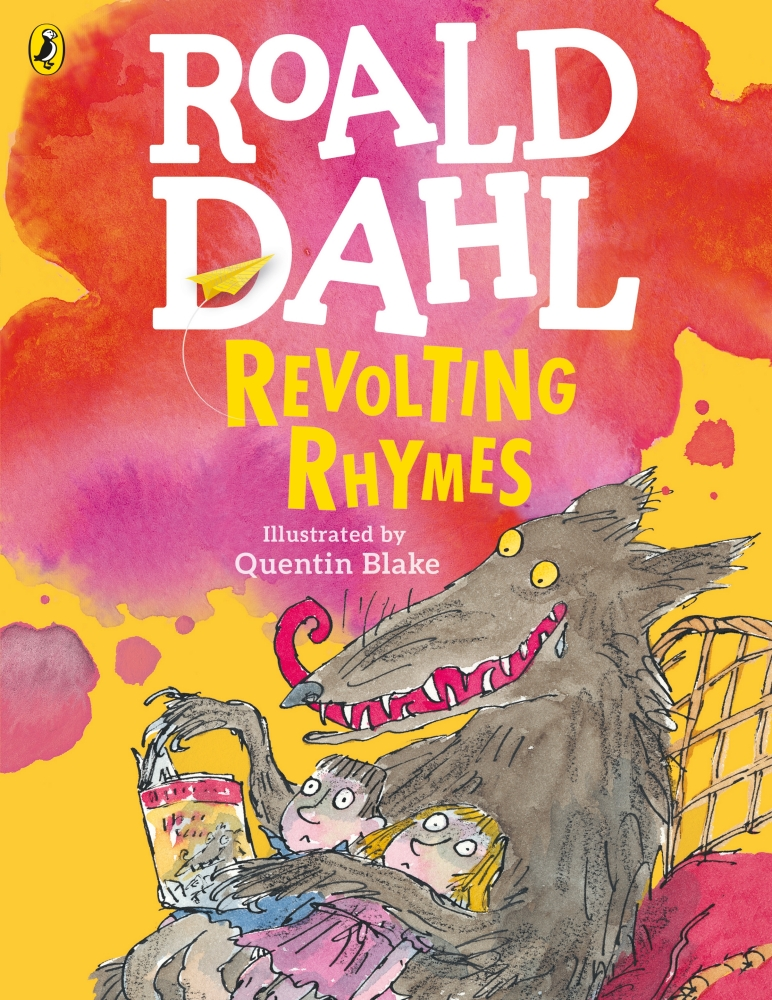 ROALD
DAHL
REVOLTING
RHYMES
Illustrated by
Quentin Blake